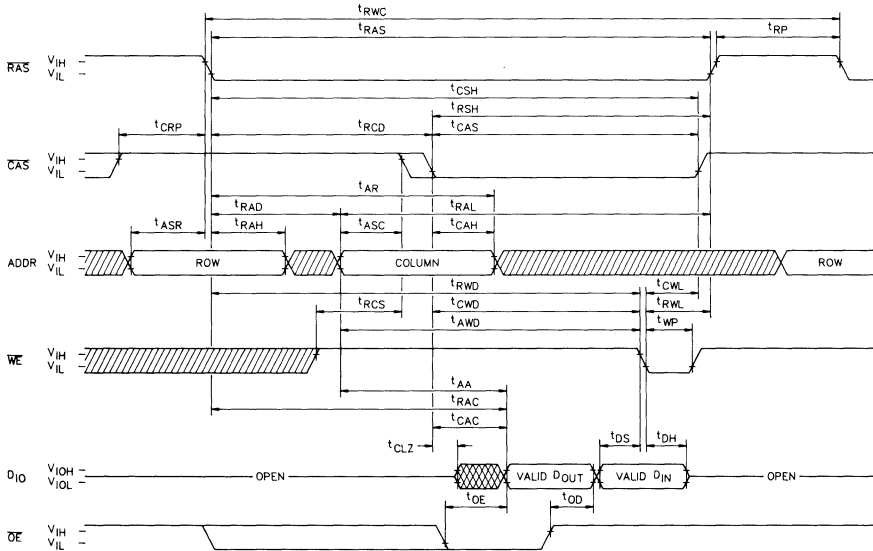 tRWC
tRAS
tRP
RAS VIH
VIL
tCSH
tRSH
tCRP
tRCD
tCAS
CAS VIH
VIL
tAR
tRAD
tRAL
tASR
tRAH
tASC
tCAH
ADDR VIH
VIL
ROW
COLUMN
ROW
tRWD
tCWL
tRCS
tCWD
tRWL
tAWD
tWP
WE VIH
VIL
tAA
tRAC
tCAC
tCLZ
tDS
tDH
DIO VIOH
VIOL
OPEN
VALID DOUT
VALID DIN
OPEN
tOE
tOD
OE VIH
VIL